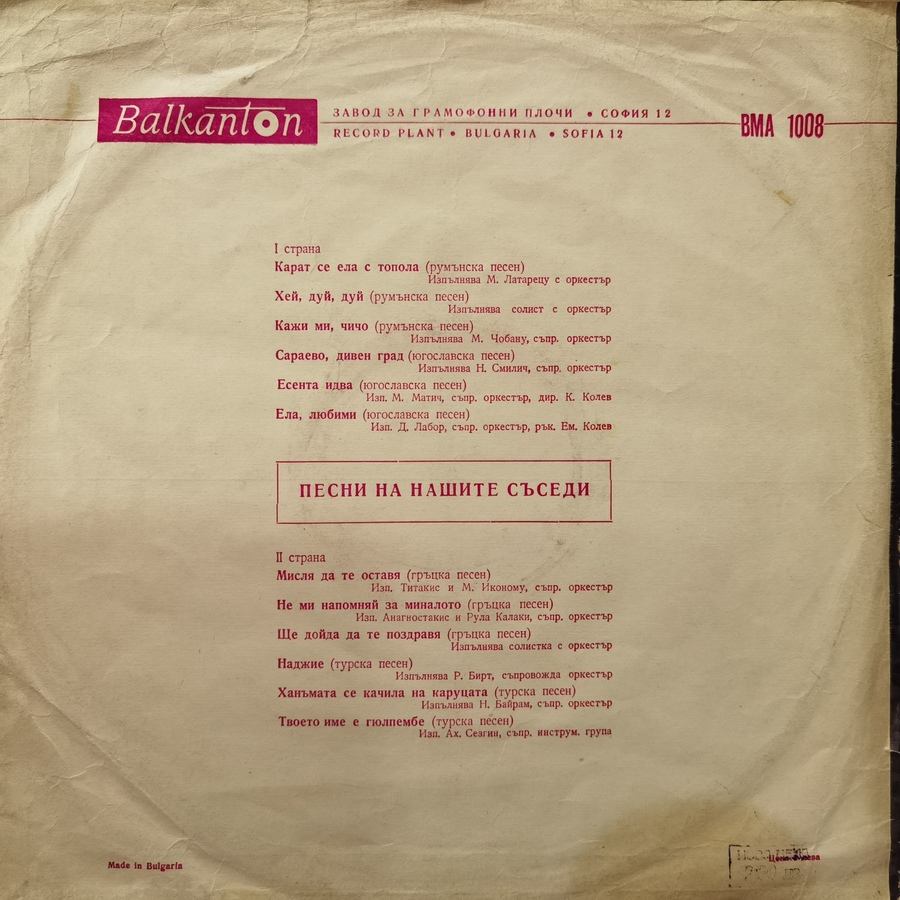 Balkanton
ЗАВОД ЗА ГРАМОФОННИ ПЛОЧИ • СОФИЯ 12
RECORD PLANT • BULGARIA • SOFIA 12
ВМА 1008
I страна
Карат се ела с топола (румънска песен)
Изпълнява М. Латарецу с оркестър
Хей, дуй, дуй (румънска песен)
Изпълнява солист с оркестър
Кажи ми, чичо (румънска песен)
Изпълнява М. Чобану, съпр. оркестър
Сараево, дивен град (югославска песен)
Изпълнява Н. Смилич, съпр. оркестър
Есента идва (югославска песен)
Изп. М. Матич, съпр. оркестър, дир. К. Колев
Ела, любими (югославска песен)
Изп. Д. Лабор, съпр. оркестър, рък. Ем. Колев
ПЕСНИ НА НАШИТЕ СЪСЕДИ
II страна
Мисля да те оставя (гръцка песен)
Изп. Титакис и М. Икономму, съпр. оркестър
Не ми напомняй за миналото (гръцка песен)
Изп. Анагностакис и Рула Калаки, съпр. оркестър
Ще дойда да те поздравя (гръцка песен)
Изпълнява солистка с оркестър
Наджие (турска песен)
Изпълнява Р. Бирт, съпровожда оркестър
Ханъмата се качила на каруцата (турска песен)
Изпълнява Н. Байрам, съпр. оркестър
Твоето име е гюлпембе (турска песен)
Изп. Ах. Сезгин, съпр. инструм. група
Made in Bulgaria